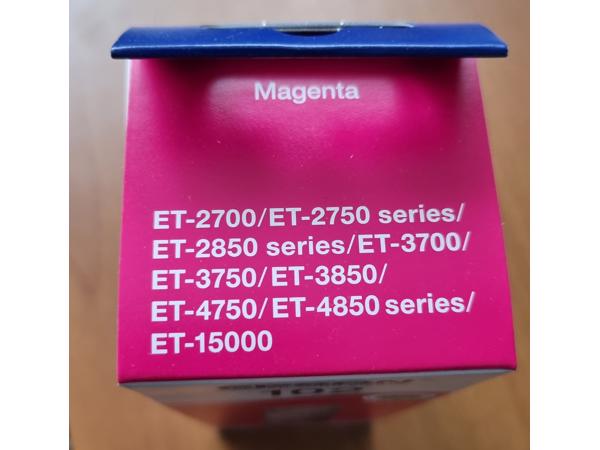 Magenta
ET-2700/ET-2750 series/
ET-2850 series/ET-3700/
ET-3750/ET-3850/
ET-4750/ET-4850 series/
ET-15000